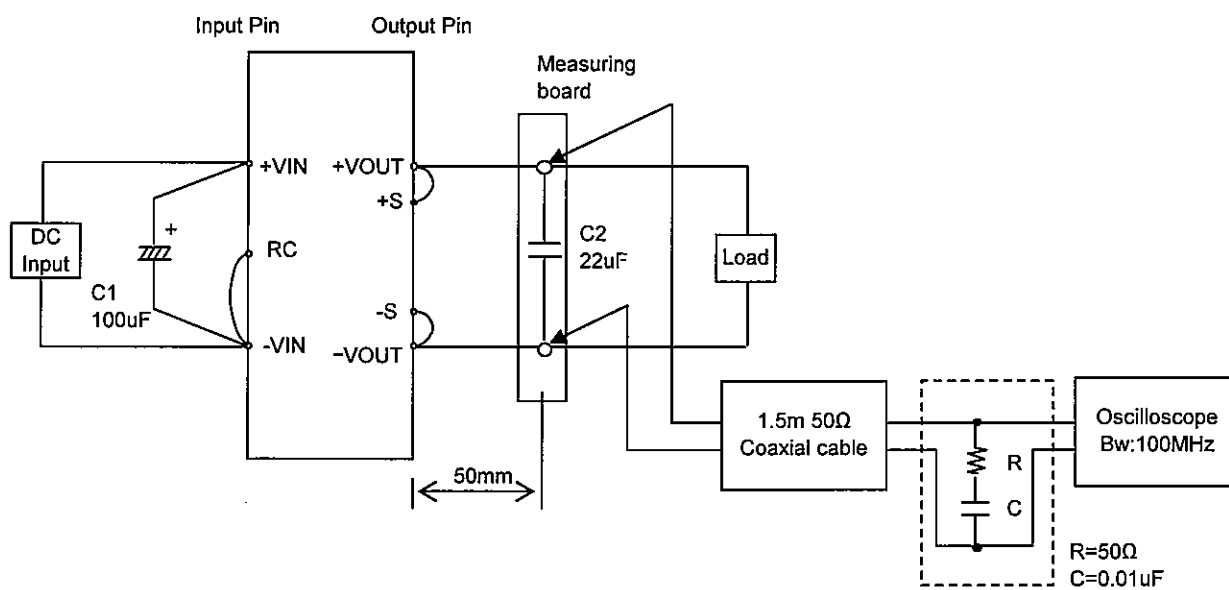 Input Pin
Output Pin
Measuring
board
+VIN
+VOUT
+S
DC
Input
+
RC
C2
22uF
Load
C1
100uF
-S
-VIN
−VOUT
1.5m 50Ω
Coaxial cable
Oscilloscope
Bw:100MHz
50mm
R
C
R=50Ω
C=0.01uF